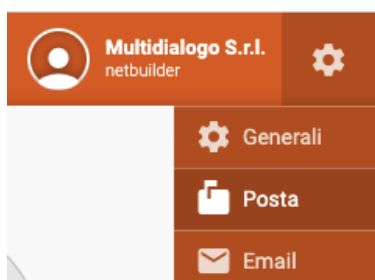 Multidialogo S.r.l.
netbuilder
Generali
Posta
Email